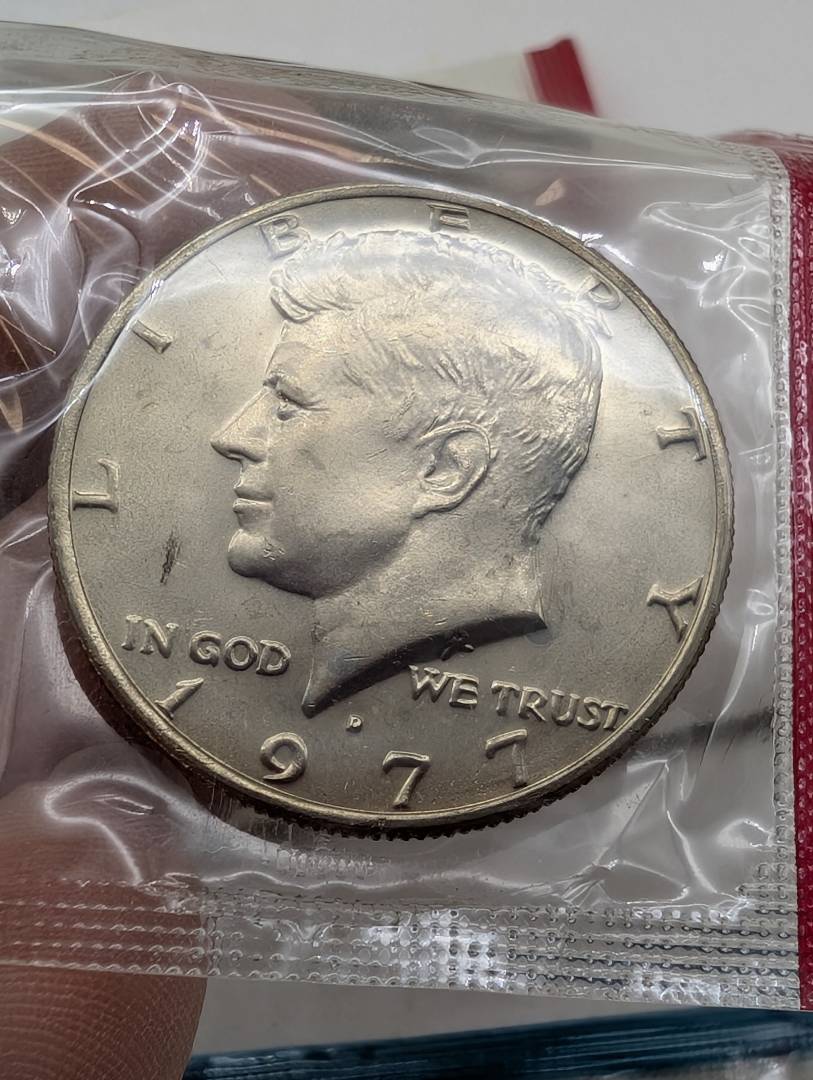 LIBERTY
IN GOD WE TRUST
D
1977